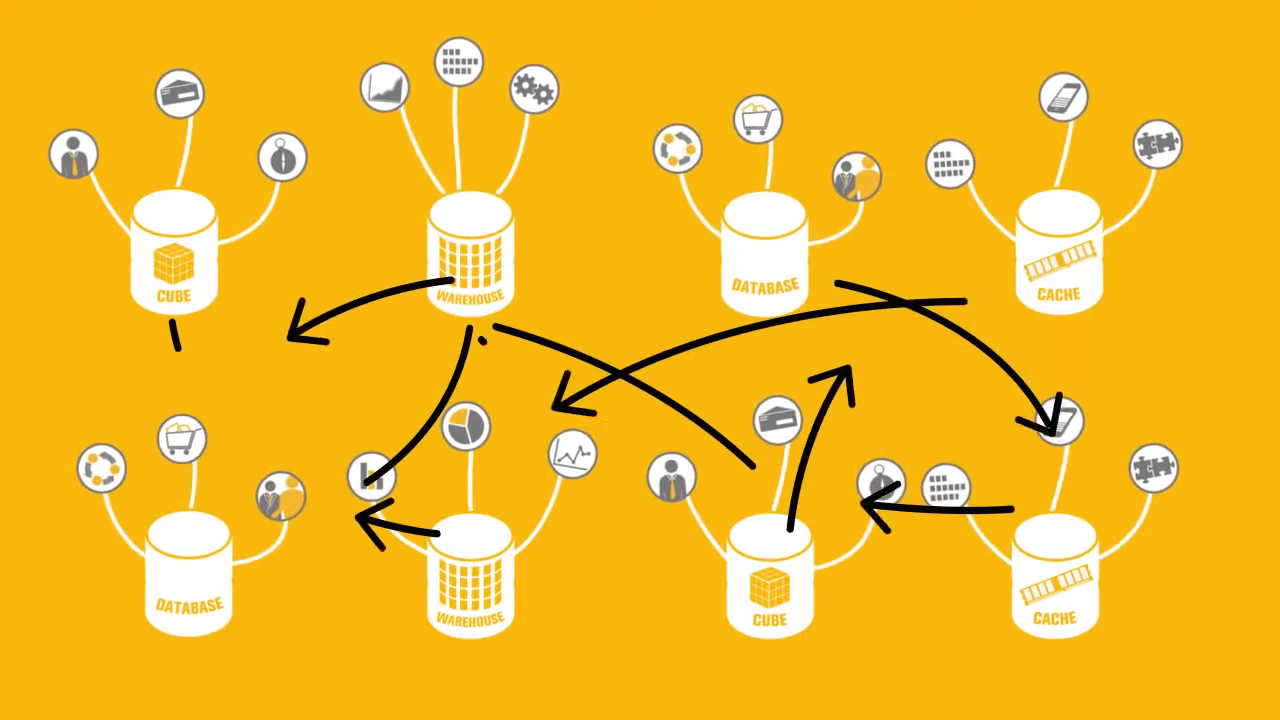 CUBE
WAREHOUSE
DATABASE
CACHE
DATABASE
WAREHOUSE
CUBE
CACHE